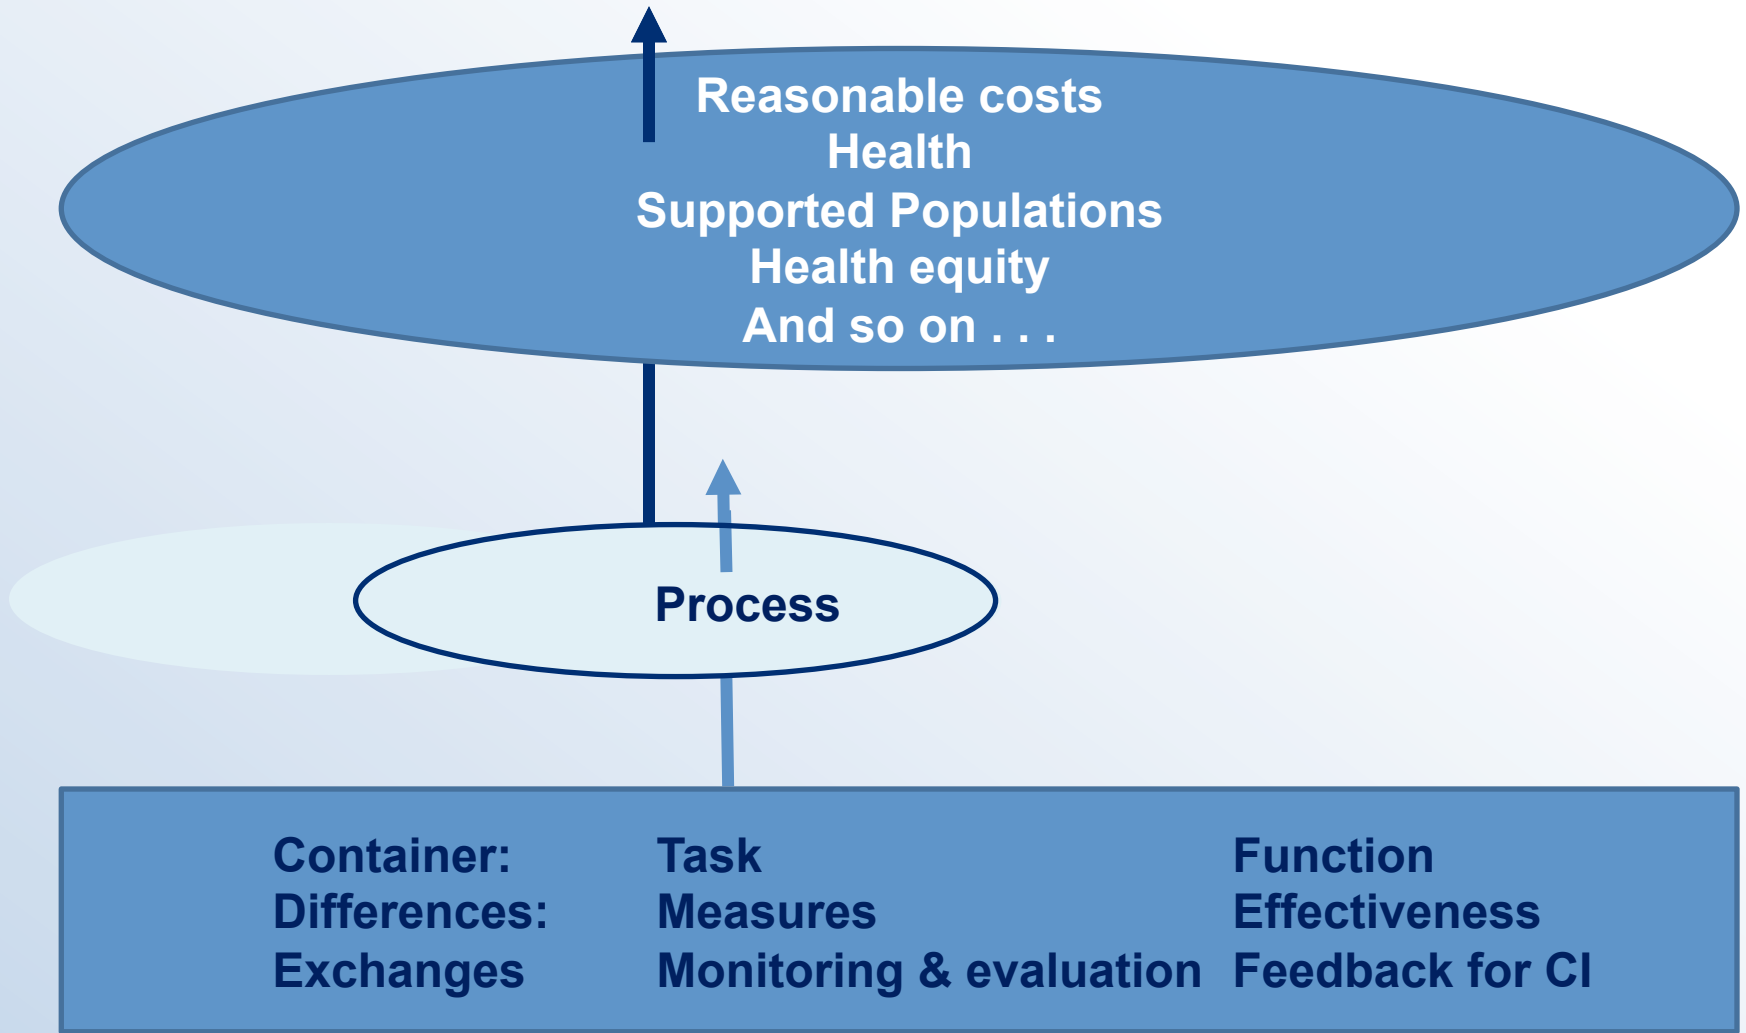 Reasonable costs
Health
Supported Populations
Health equity
And so on . . .
Process
Container: Task Function
Differences: Measures Effectiveness
Exchanges Monitoring & evaluation Feedback for CI